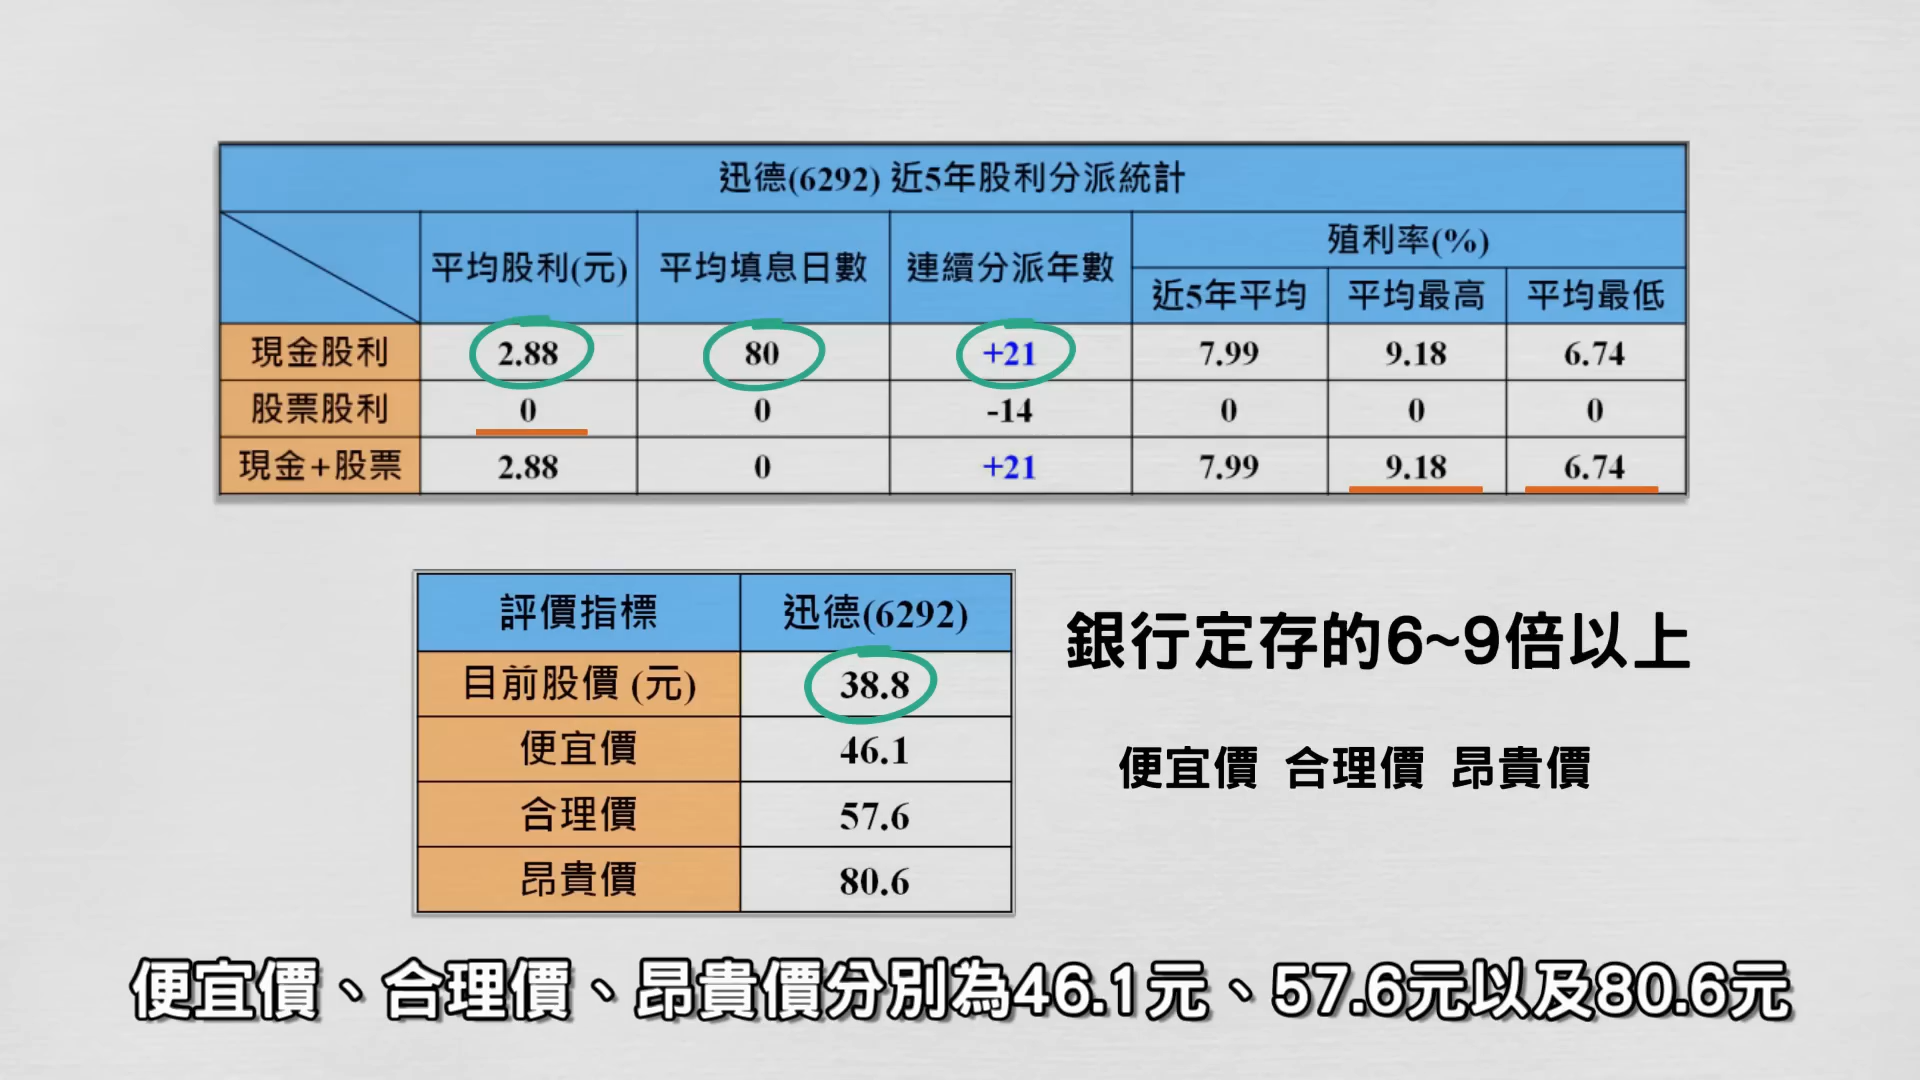 迅德(6292) 近5年股利分派統計
平均股利(元) 平均填息日數 連續分派年數 殖利率(%)
近5年平均 平均最高 平均最低
現金股利 2.88 80 +21 7.99 9.18 6.74
股票股利 0 0 -14 0 0 0
現金+股票 2.88 0 +21 7.99 9.18 6.74
評價指標 迅德(6292)
目前股價 (元) 38.8
便宜價 46.1
合理價 57.6
昂貴價 80.6
銀行定存的6~9倍以上
便宜價 合理價 昂貴價
便宜價、合理價、昂貴價分別為46.1元、57.6元以及80.6元